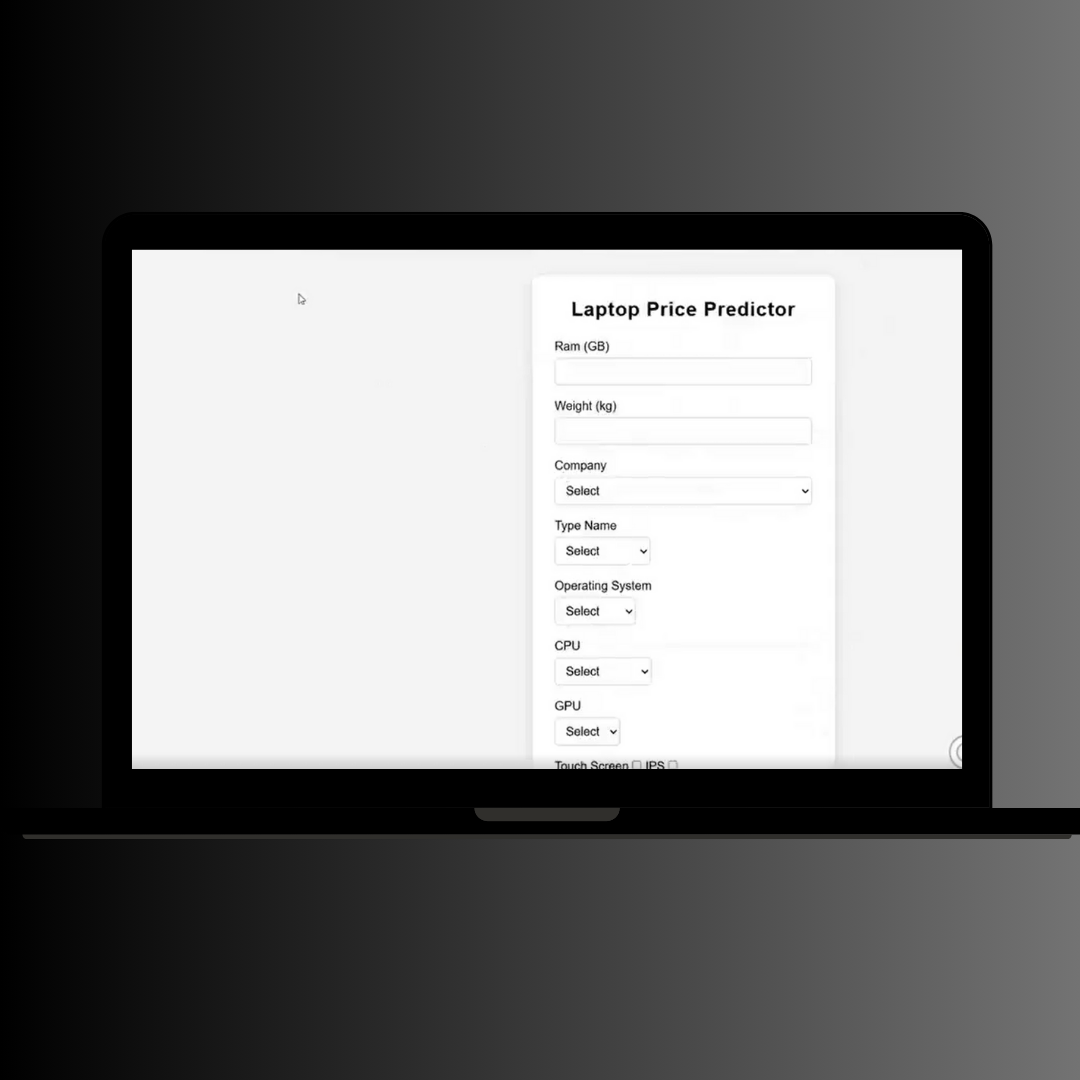 Laptop Price Predictor
Ram (GB)
Weight (kg)
Company
Select
Type Name
Select
Operating System
Select
CPU
Select
GPU
Select
Touch Screen IPS